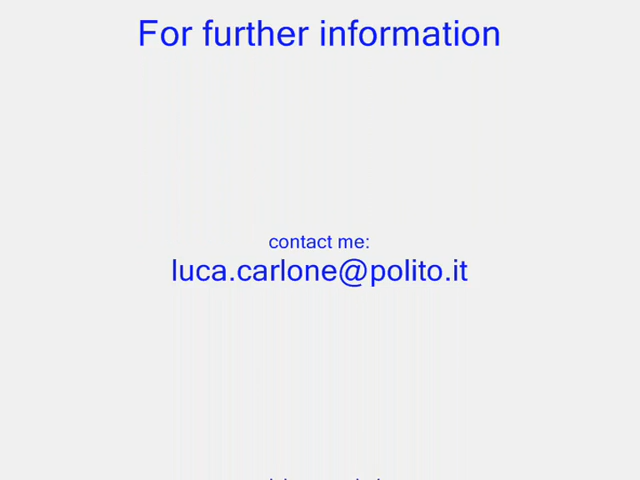 For further information
contact me:
luca.carlone@polito.it